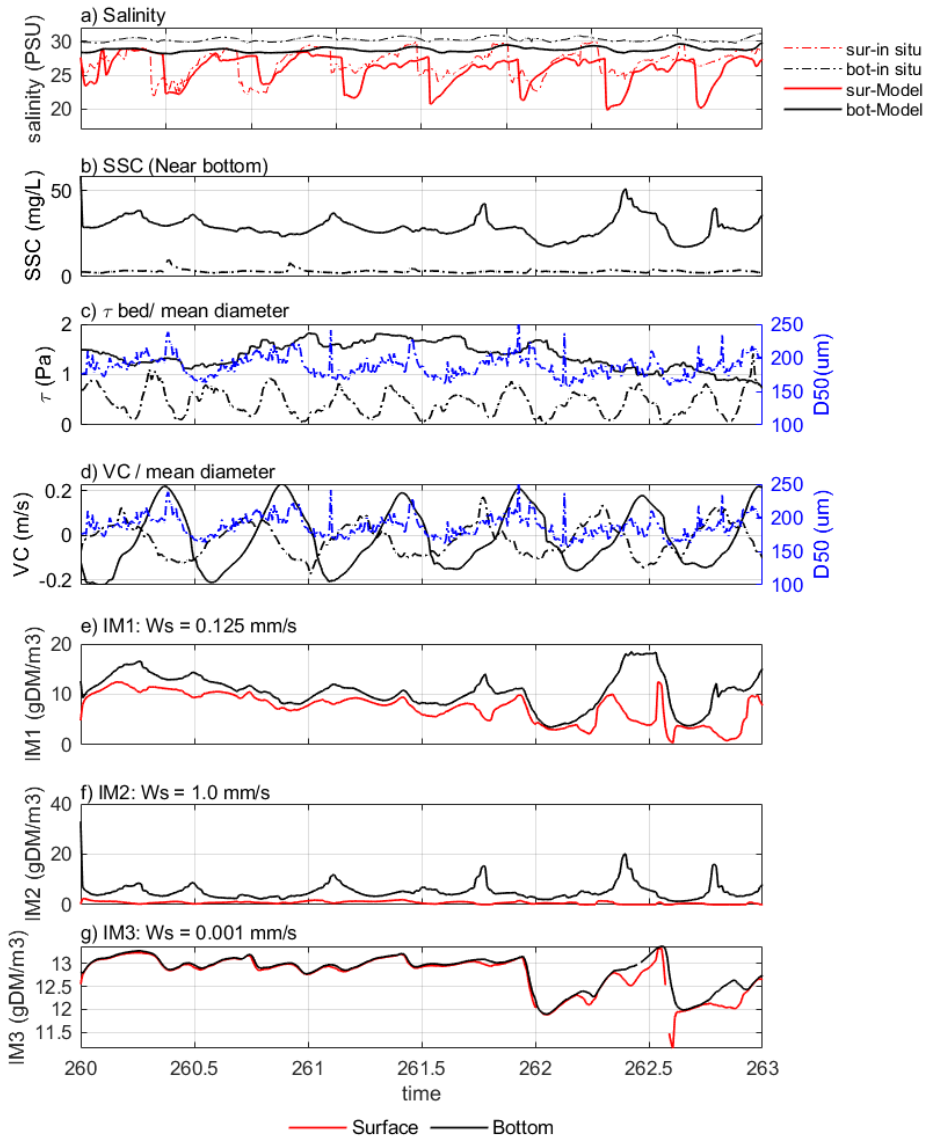 a) Salinity
salinity (PSU)
30
25
20
sur-in situ
bot-in situ
sur-Model
bot-Model
b) SSC (Near bottom)
SSC (mg/L)
50
0
c) τ bed/ mean diameter
τ (Pa)
2
1
0
250
200
150
100
D50 (um)
d) VC / mean diameter
VC (m/s)
0.2
0
-0.2
250
200
150
100
D50 (um)
e) IM1: Ws = 0.125 mm/s
IM1 (gDM/m3)
20
10
0
f) IM2: Ws = 1.0 mm/s
IM2 (gDM/m3)
40
20
0
g) IM3: Ws = 0.001 mm/s
IM3 (gDM/m3)
13
12.5
12
11.5
260 260.5 261 261.5 262 262.5 263
time
Surface Bottom